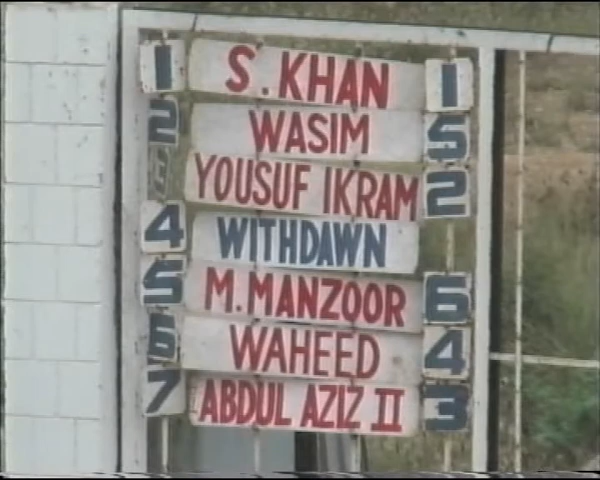 1 S. KHAN 1
2 WASIM 5
3 YOUSUF IKRAM 2
4 WITHDAWN
5 M. MANZOOR 6
6 WAHEED 4
7 ABDUL AZIZ II 3